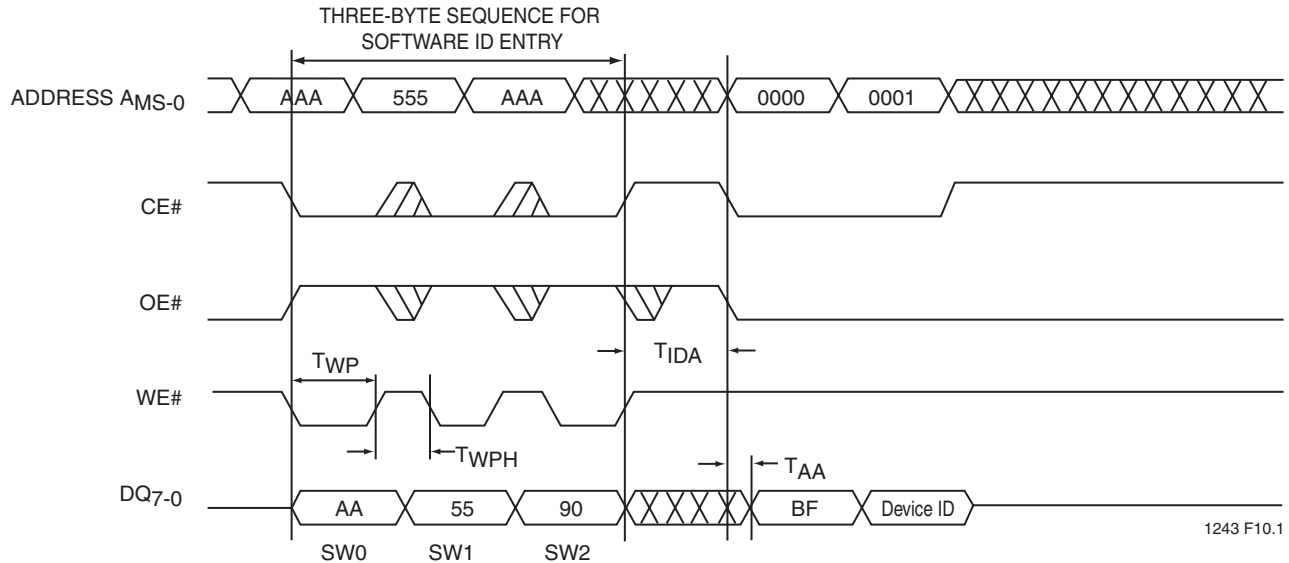 THREE-BYTE SEQUENCE FOR
SOFTWARE ID ENTRY
ADDRESS AMS-0
AAA 555 AAA 0000 0001
CE#
OE#
TIDA
TWP
WE#
TWPH
TAA
DQ7-0
AA 55 90 BF Device ID
1243 F10.1
SW0 SW1 SW2